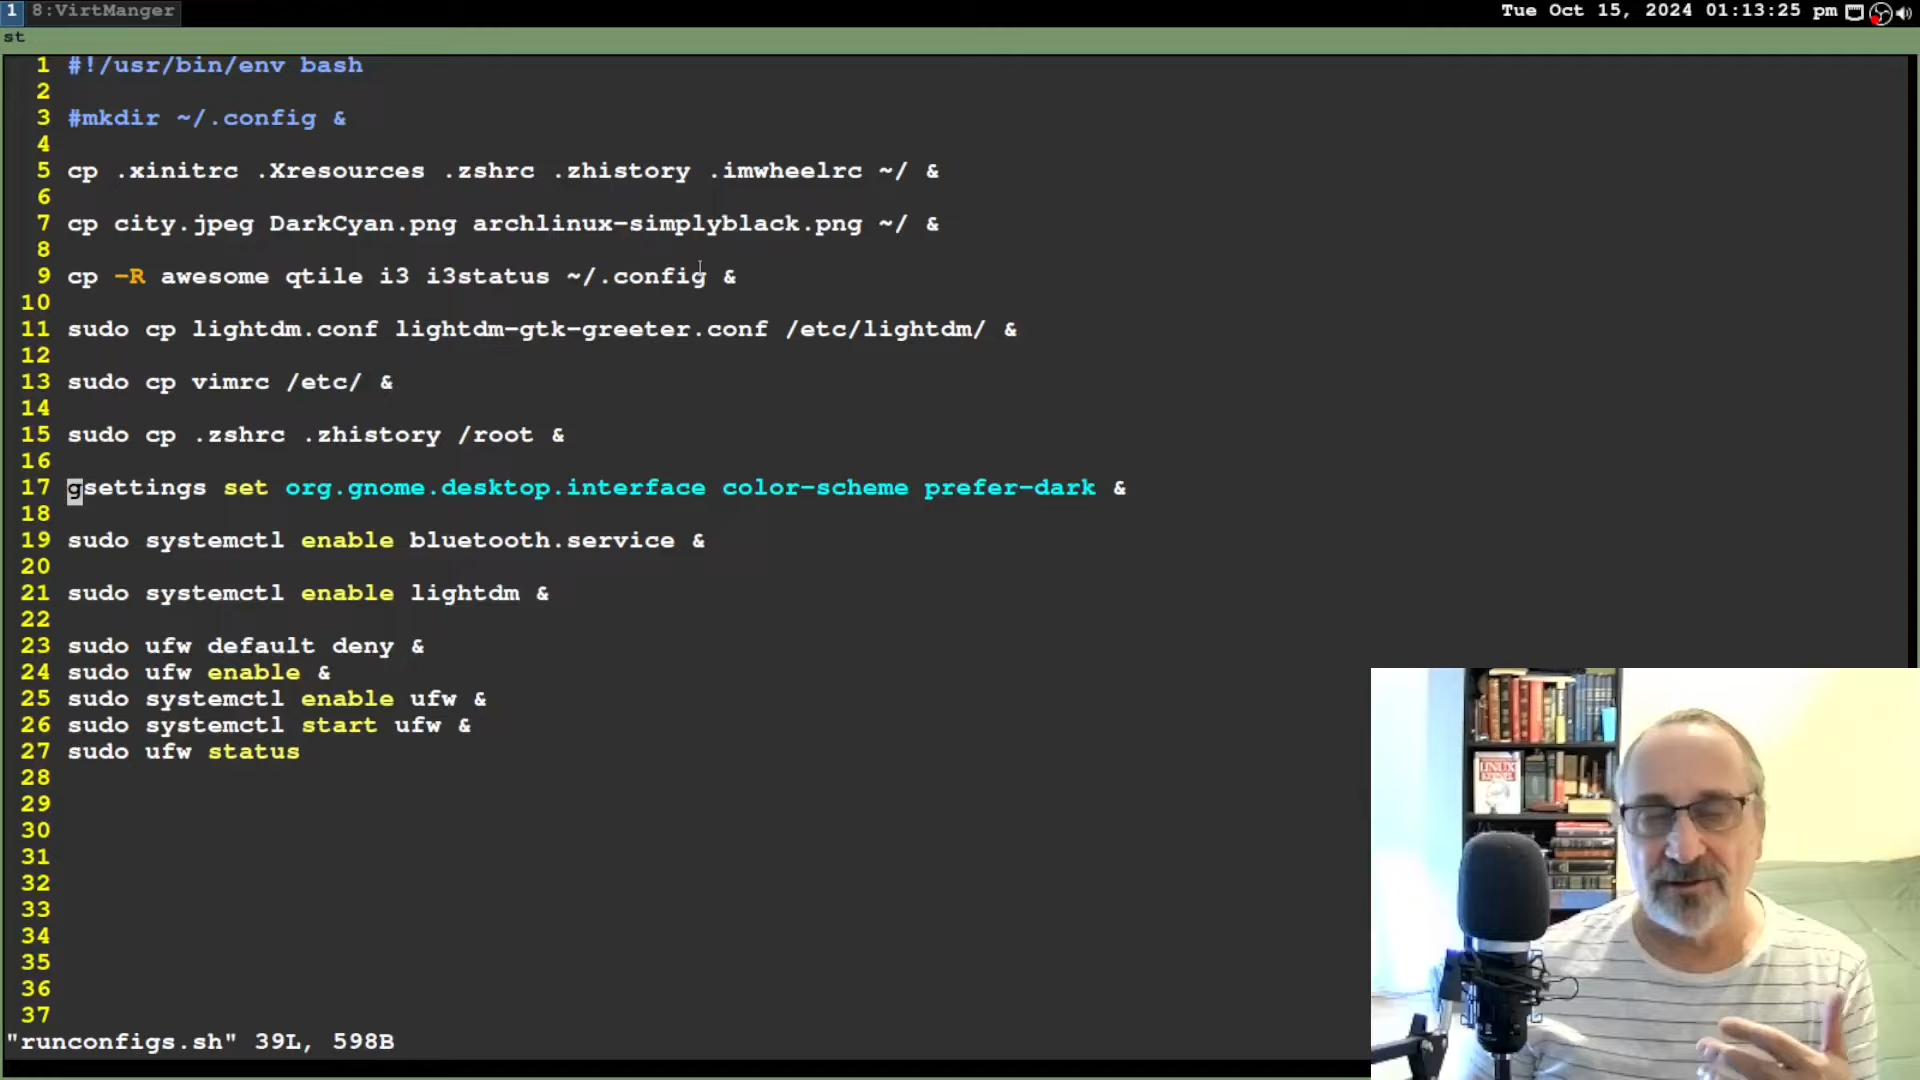 1 8:VirtManger
Tue Oct 15, 2024 01:13:25 pm
st
1 #!/usr/bin/env bash
2
3 #mkdir ~/.config &
4
5 cp .xinitrc .Xresources .zshrc .zhistory .imwheelrc ~/ &
6
7 cp city.jpeg DarkCyan.png archlinux-simplyblack.png ~/ &
8
9 cp -R awesome qtile i3 i3status ~/.config &
10
11 sudo cp lightdm.conf lightdm-gtk-greeter.conf /etc/lightdm/ &
12
13 sudo cp vimrc /etc/ &
14
15 sudo cp .zshrc .zhistory /root &
16
17 gsettings set org.gnome.desktop.interface color-scheme prefer-dark &
18
19 sudo systemctl enable bluetooth.service &
20
21 sudo systemctl enable lightdm &
22
23 sudo ufw default deny &
24 sudo ufw enable &
25 sudo systemctl enable ufw &
26 sudo systemctl start ufw &
27 sudo ufw status
28
29
30
31
32
33
34
35
36
37
"runconfigs.sh" 39L, 598B
LINUX
KERNEL